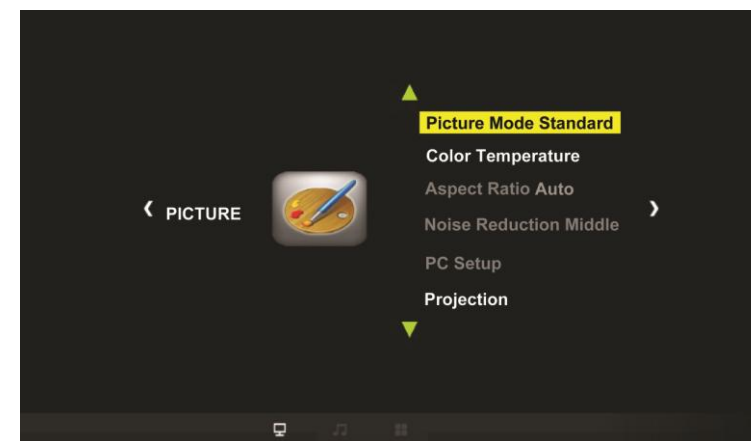 PICTURE
Picture Mode Standard
Color Temperature
Aspect Ratio Auto
Noise Reduction Middle
PC Setup
Projection